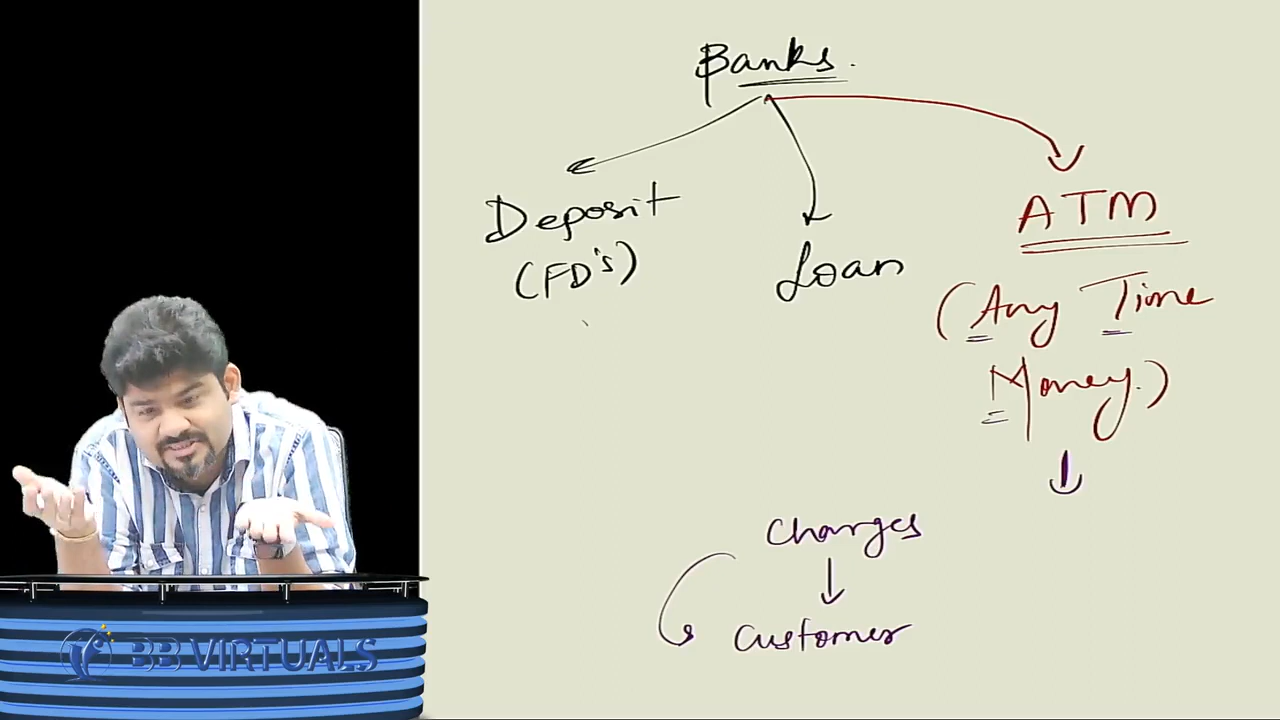 Banks.
Deposit
(FD's)
Loan
ATM
(Any Time
Money.)
Charges
Customer
BB VIRTUALS